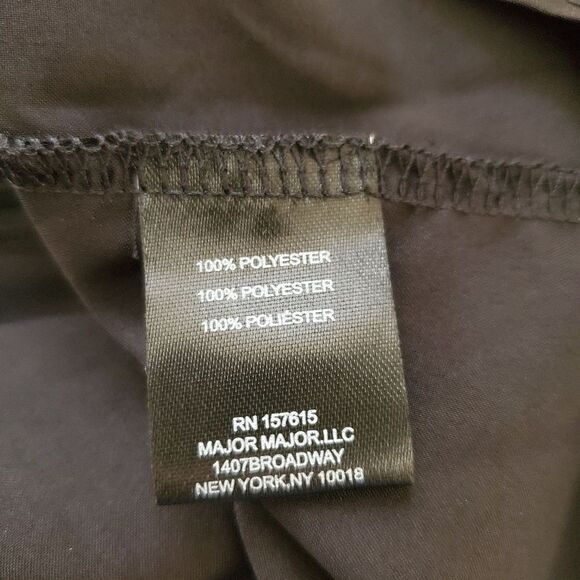 100% POLYESTER
100% POLYESTER
100% POLIÉSTER
RN 157615
MAJOR MAJOR.LLC
1407BROADWAY
NEW YORK,NY 10018